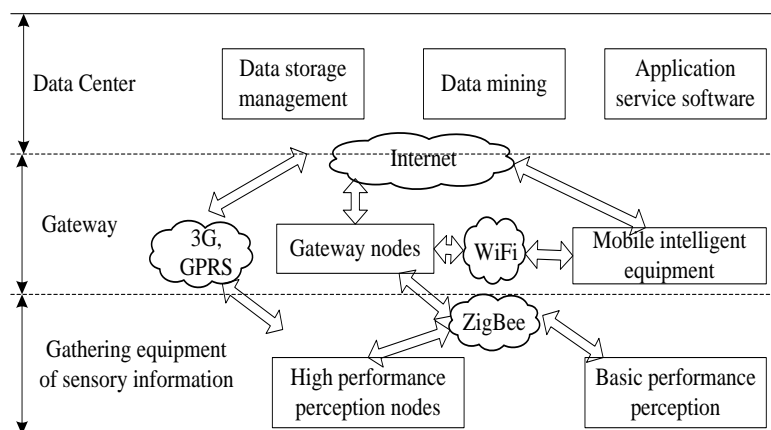 Data Center
Data storage
management
Data mining
Application
service software
Internet
Gateway
3G,
GPRS
Gateway nodes
WiFi
Mobile intelligent
equipment
ZigBee
Gathering equipment
of sensory information
High performance
perception nodes
Basic performance
perception